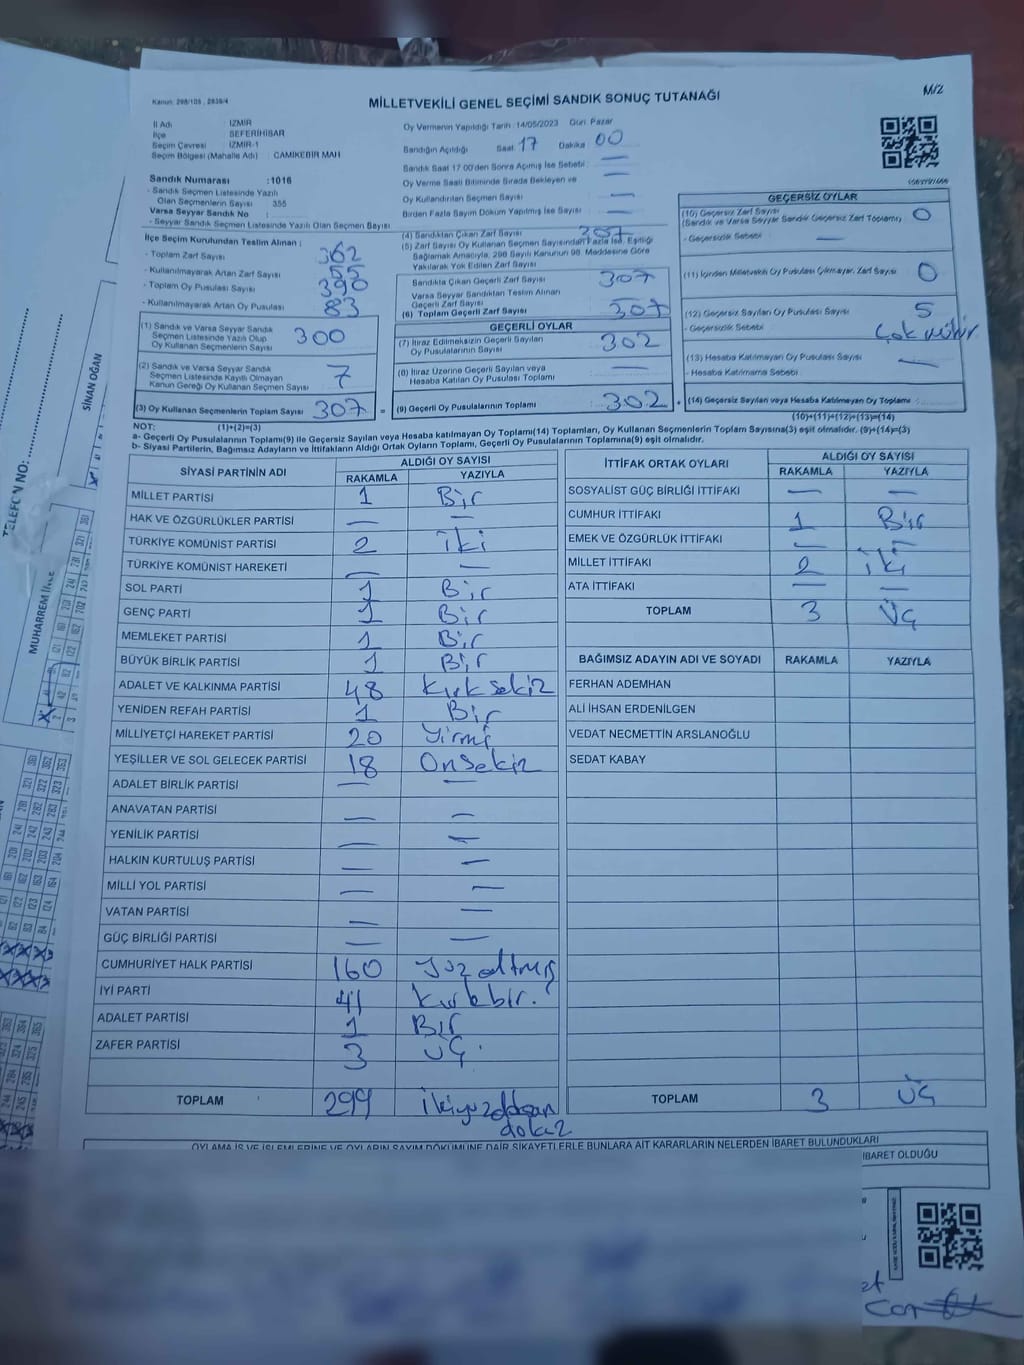 Kanun: 298/105 , 2839/4
MİLLETVEKİLİ GENEL SEÇİMİ SANDIK SONUÇ TUTANAĞI
M/2
İl Adı : İZMİR
İlçe : SEFERİHİSAR
Seçim Çevresi : İZMİR-1
Seçim Bölgesi (Mahalle Adı) : CAMİKEBİR MAH
Sandık Numarası :1016
- Sandık Seçmen Listesinde Yazılı
Olan Seçmenlerin Sayısı 355
Varsa Seyyar Sandık No
- Seyyar Sandık Seçmen Listesinde Yazılı Olan Seçmen Sayısı
İlçe Seçim Kurulundan Teslim Alınan :
- Toplam Zarf Sayısı 362
- Kullanılmayarak Artan Zarf Sayısı 55
- Toplam Oy Pusulası Sayısı 390
- Kullanılmayarak Artan Oy Pusulası 83
(1) Sandık ve Varsa Seyyar Sandık
Seçmen Listesinde Yazılı Olup
Oy Kullanan Seçmenlerin Sayısı 300
(2) Sandık ve Varsa Seyyar Sandık
Seçmen Listesinde Kayıtlı Olmayan
Kanun Gereği Oy Kullanan Seçmen Sayısı 7
(3) Oy Kullanan Seçmenlerin Toplam Sayısı 307 =
(1)+(2)=(3)
Oy Vermenin Yapıldığı Tarih : 14/05/2023 Gün: Pazar
Sandığın Açıldığı Saat 17 Dakika 00
Sandık Saat 17:00'den Sonra Açılmış İse Sebebi : —
Oy Verme Saati Bitiminde Sırada Bekleyen ve —
Oy Kullandırılan Seçmen Sayısı —
Birden Fazla Sayım Döküm Yapılmış İse Sayısı : —
(4) Sandıktan Çıkan Zarf Sayısı 307
(5) Zarf Sayısı Oy Kullanan Seçmen Sayısından Fazla İse, Eşitliği
Sağlamak Amacıyla, 298 Sayılı Kanunun 98. Maddesine Göre
Yakılarak Yok Edilen Zarf Sayısı
Sandıkta Çıkan Geçerli Zarf Sayısı 307
Varsa Seyyar Sandıktan Teslim Alınan
Geçerli Zarf Sayısı
(6) Toplam Geçerli Zarf Sayısı 307
GEÇERLİ OYLAR
(7) İtiraz Edilmeksizin Geçerli Sayılan
Oy Pusulalarının Sayısı 302
(8) İtiraz Üzerine Geçerli Sayılan veya
Hesaba Katılan Oy Pusulası Toplamı —
(9) Geçerli Oy Pusulalarının Toplamı 302
GEÇERSİZ OYLAR
(10) Geçersiz Zarf Sayısı 0
(Sandık ve Varsa Seyyar Sandık Geçersiz Zarf Toplamı)
- Geçersizlik Sebebi : —
(11) İçinden Milletvekili Oy Pusulası Çıkmayan Zarf Sayısı 0
(12) Geçersiz Sayılan Oy Pusulası Sayısı 5
- Geçersizlik Sebebi Çok mühür
(13) Hesaba Katılmayan Oy Pusulası Sayısı —
- Hesaba Katılmama Sebebi :
(14) Geçersiz Sayılan veya Hesaba Katılmayan Oy Toplamı :
(10)+(11)+(12)+(13)=(14)
NOT:
a- Geçerli Oy Pusulalarının Toplamı(9) ile Geçersiz Sayılan veya Hesaba katılmayan Oy Toplamı(14) Toplamları, Oy Kullanan Seçmenlerin Toplam Sayısına(3) eşit olmalıdır. (9)+(14)=(3)
b- Siyasi Partilerin, Bağımsız Adayların ve İttifakların Aldığı Ortak Oyların Toplamı, Geçerli Oy Pusulalarının Toplamına(9) eşit olmalıdır.
SİYASİ PARTİNİN ADI ALDIĞI OY SAYISI
RAKAMLA YAZIYLA
MİLLET PARTİSİ 1 Bir
HAK VE ÖZGÜRLÜKLER PARTİSİ — —
TÜRKİYE KOMÜNİST PARTİSİ 2 İki
TÜRKİYE KOMÜNİST HAREKETİ — —
SOL PARTİ 1 Bir
GENÇ PARTİ 1 Bir
MEMLEKET PARTİSİ 1 Bir
BÜYÜK BİRLİK PARTİSİ 1 Bir
ADALET VE KALKINMA PARTİSİ 48 Kırk sekiz
YENİDEN REFAH PARTİSİ 1 Bir
MİLLİYETÇİ HAREKET PARTİSİ 20 Yirmi
YEŞİLLER VE SOL GELECEK PARTİSİ 18 Onsekiz
ADALET BİRLİK PARTİSİ — —
ANAVATAN PARTİSİ — —
YENİLİK PARTİSİ — —
HALKIN KURTULUŞ PARTİSİ — —
MİLLİ YOL PARTİSİ — —
VATAN PARTİSİ — —
GÜÇ BİRLİĞİ PARTİSİ — —
CUMHURİYET HALK PARTİSİ 160 Yüz altmış
İYİ PARTİ 41 Kırk bir.
ADALET PARTİSİ 1 Bir
ZAFER PARTİSİ 3 üç
TOPLAM 299 ikiyüzdoksan
dokuz
İTTİFAK ORTAK OYLARI ALDIĞI OY SAYISI
RAKAMLA YAZIYLA
SOSYALİST GÜÇ BİRLİĞİ İTTİFAKI — —
CUMHUR İTTİFAKI 1 Bir
EMEK VE ÖZGÜRLÜK İTTİFAKI — —
MİLLET İTTİFAKI 2 iki
ATA İTTİFAKI — —
TOPLAM 3 üç
BAĞIMSIZ ADAYIN ADI VE SOYADI RAKAMLA YAZIYLA
FERHAN ADEMHAN
ALİ İHSAN ERDENİLGEN
VEDAT NECMETTİN ARSLANOĞLU
SEDAT KABAY
TOPLAM 3 üç
OYLAMA İŞ VE İŞLEMLERİNE VE OYLARIN SAYIM DÖKÜMÜNE DAİR ŞİKAYETLERLE BUNLARA AİT KARARLARIN NELERDEN İBARET BULUNDUKLARI
İBARET OLDUĞU
SİNAN OĞAN
TELEFON NO:
MUHARREM İNCE